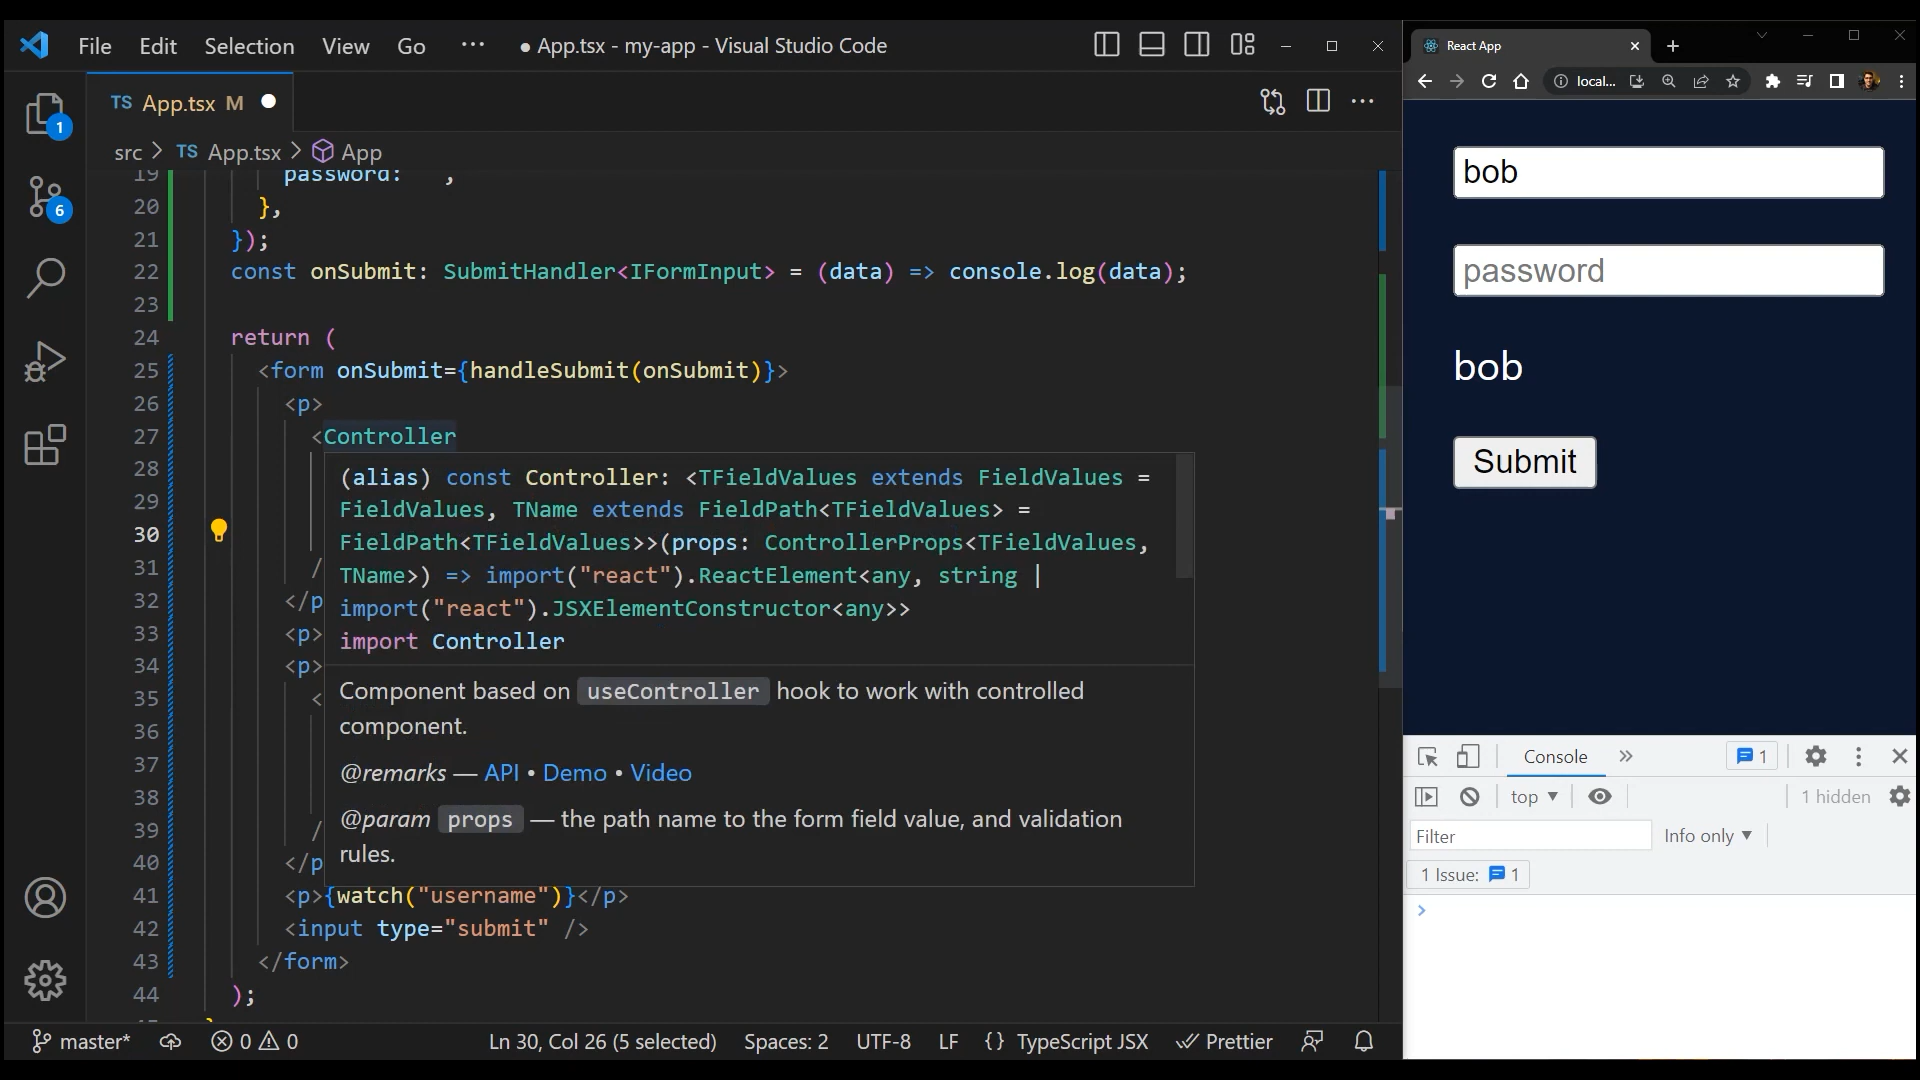 File Edit Selection View Go ··· ● App.tsx - my-app - Visual Studio Code
TS App.tsx M
src > TS App.tsx > App
19 password: ,
20 },
21 });
22 const onSubmit: SubmitHandler<IFormInput> = (data) => console.log(data);
23
24 return (
25 <form onSubmit={handleSubmit(onSubmit)}>
26 <p>
27 <Controller
28
29
30
31 /
32 </p
33 <p>
34 <p>
35 <
36
37
38
39 /
40 </p
41 <p>{watch("username")}</p>
42 <input type="submit" />
43 </form>
44 );
(alias) const Controller: <TFieldValues extends FieldValues =
FieldValues, TName extends FieldPath<TFieldValues> =
FieldPath<TFieldValues>>(props: ControllerProps<TFieldValues,
TName>) => import("react").ReactElement<any, string |
import("react").JSXElementConstructor<any>>
import Controller
Component based on useController hook to work with controlled
component.
@remarks — API • Demo • Video
@param props — the path name to the form field value, and validation
rules.
1
6
master* 0 0 Ln 30, Col 26 (5 selected) Spaces: 2 UTF-8 LF {} TypeScript JSX Prettier
React App
local...
bob
password
bob
Submit
Console 1
top 1 hidden
Filter Info only
1 Issue: 1